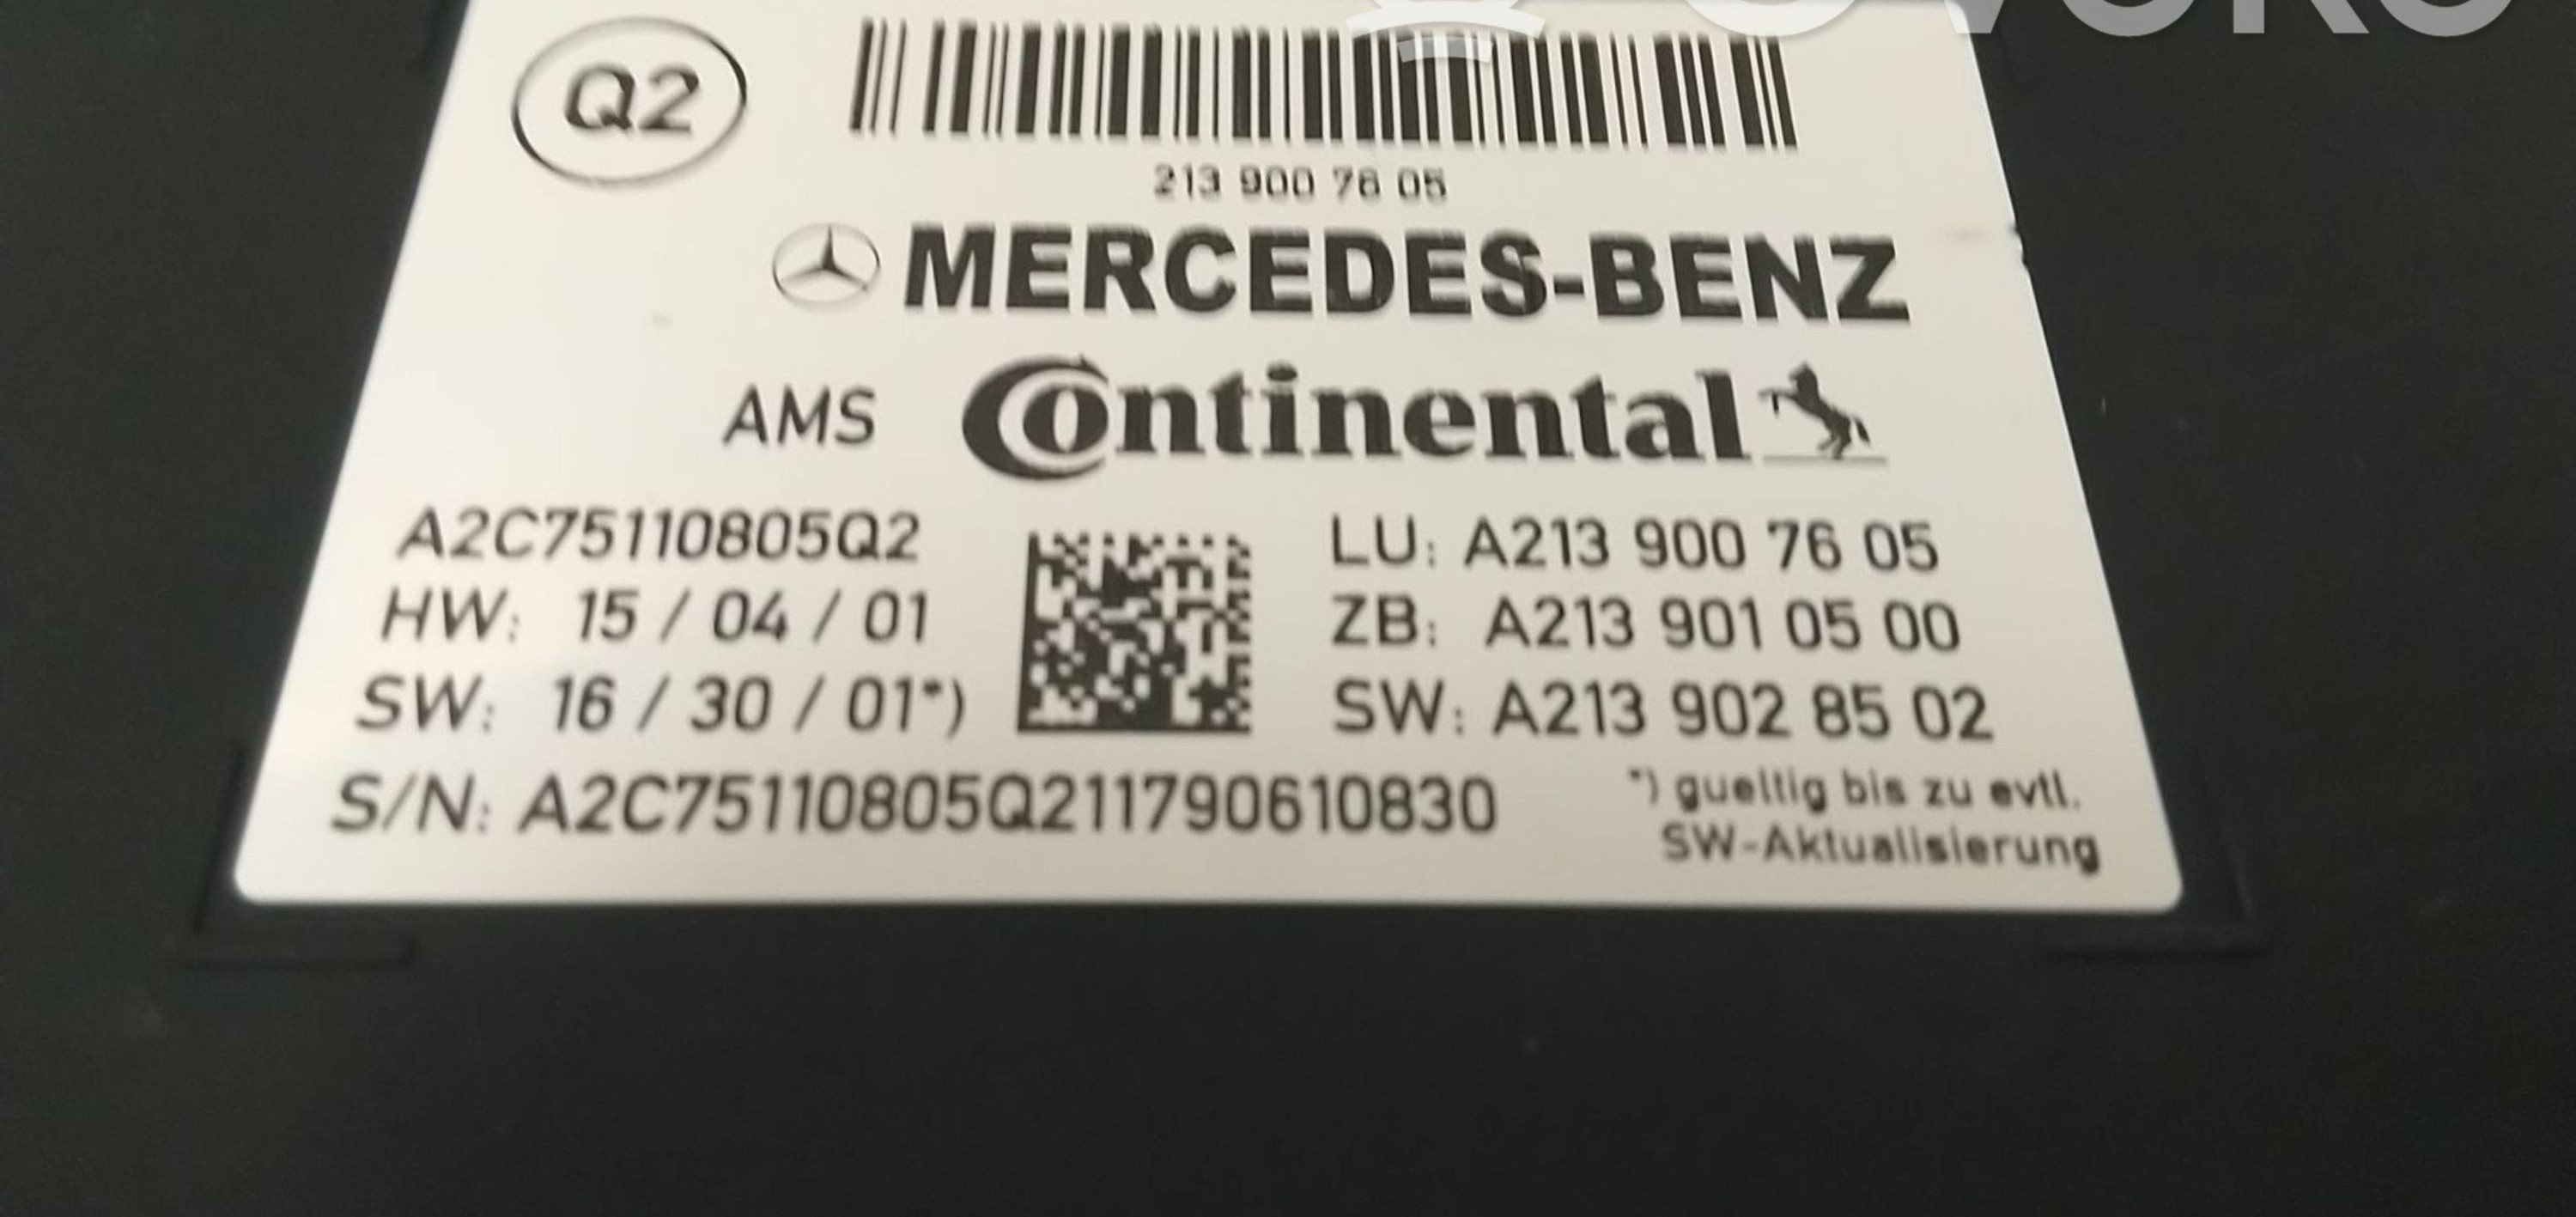 Q2
213 900 76 05
MERCEDES-BENZ
AMS Continental
A2C75110805Q2
HW: 15 / 04 / 01
SW: 16 / 30 / 01*)
LU: A213 900 76 05
ZB: A213 901 05 00
SW: A213 902 85 02
S/N: A2C75110805Q211790610830
*) gueltig bis zu evtl.
SW-Aktualisierung